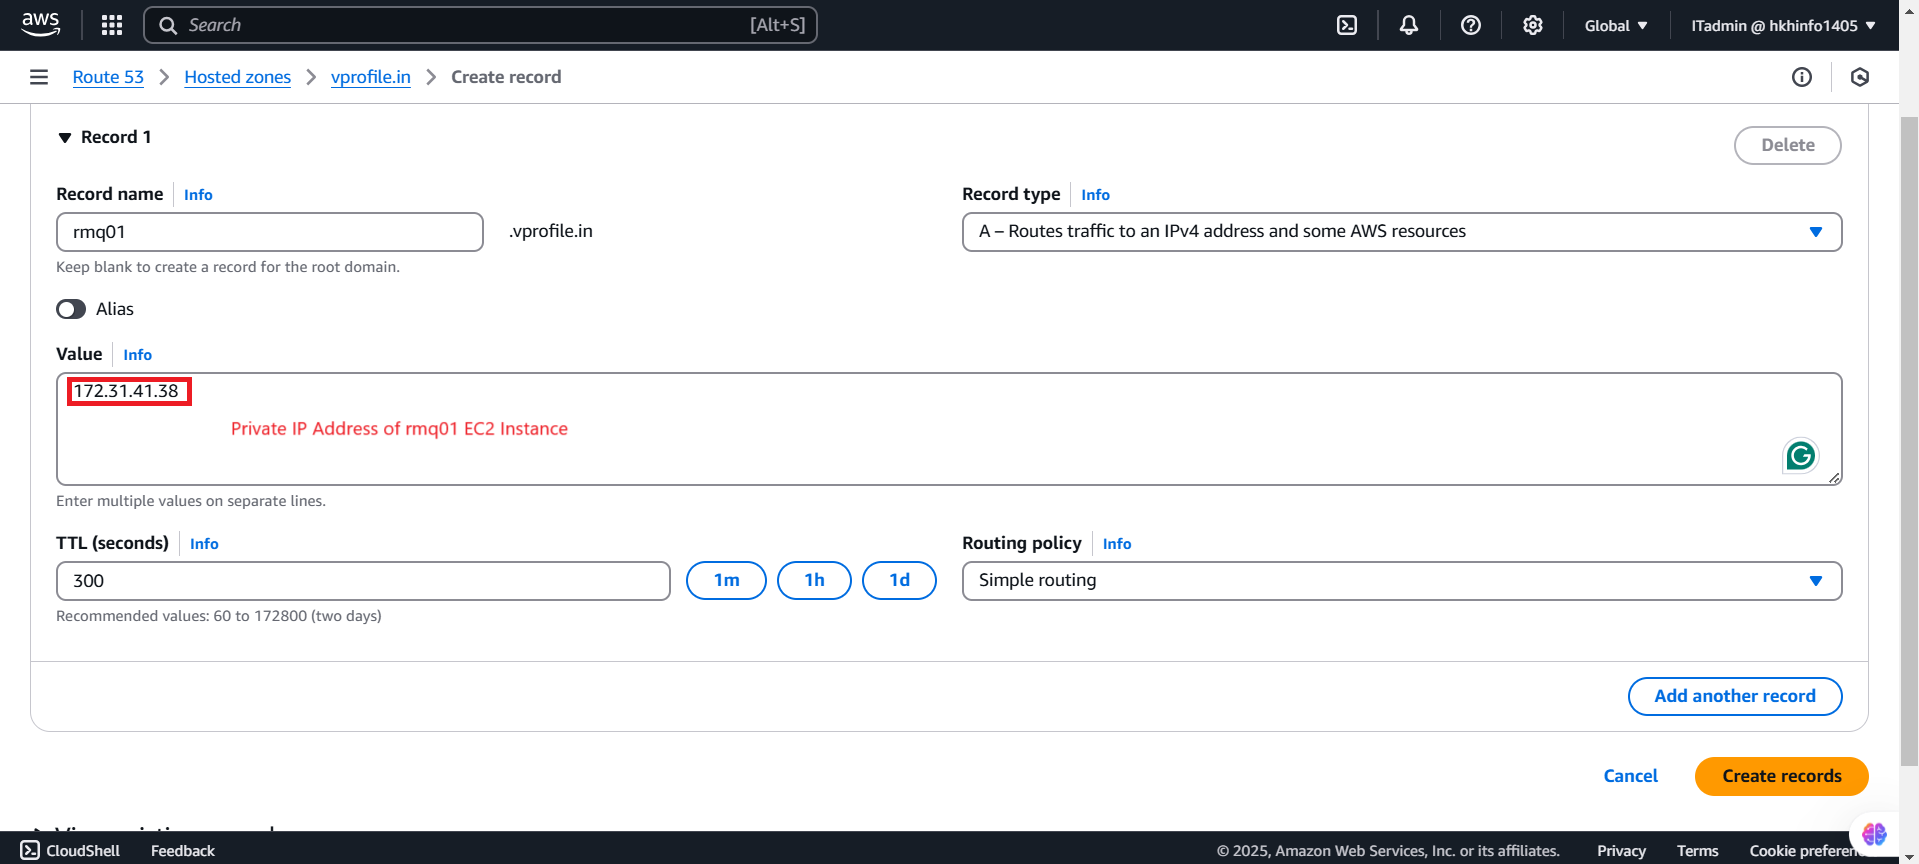 aws
Search [Alt+S]
Global ITadmin @ hkhinfo1405
Route 53 Hosted zones vprofile.in Create record
Record 1
Delete
Record name Info
Record type Info
rmq01 .vprofile.in
A – Routes traffic to an IPv4 address and some AWS resources
Keep blank to create a record for the root domain.
Alias
Value Info
172.31.41.38
Private IP Address of rmq01 EC2 Instance
Enter multiple values on separate lines.
TTL (seconds) Info
Routing policy Info
300 1m 1h 1d
Simple routing
Recommended values: 60 to 172800 (two days)
Add another record
Cancel Create records
CloudShell Feedback © 2025, Amazon Web Services, Inc. or its affiliates. Privacy Terms Cookie